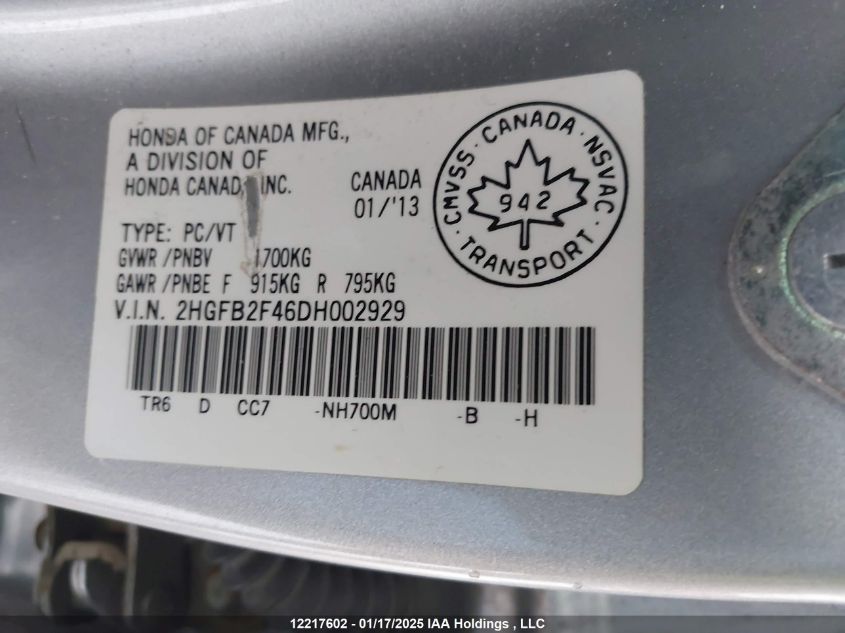 HONDA OF CANADA MFG.,
A DIVISION OF
HONDA CANADA INC.
CANADA
01/'13
CMVSS · CANADA · NSVAC · TRANSPORT ·
942
TYPE: PC/VT
GVWR /PNBV 1700KG
GAWR /PNBE F 915KG R 795KG
V.I.N. 2HGFB2F46DH002929
TR6 D CC7 -NH700M -B -H
12217602 - 01/17/2025 IAA Holdings , LLC